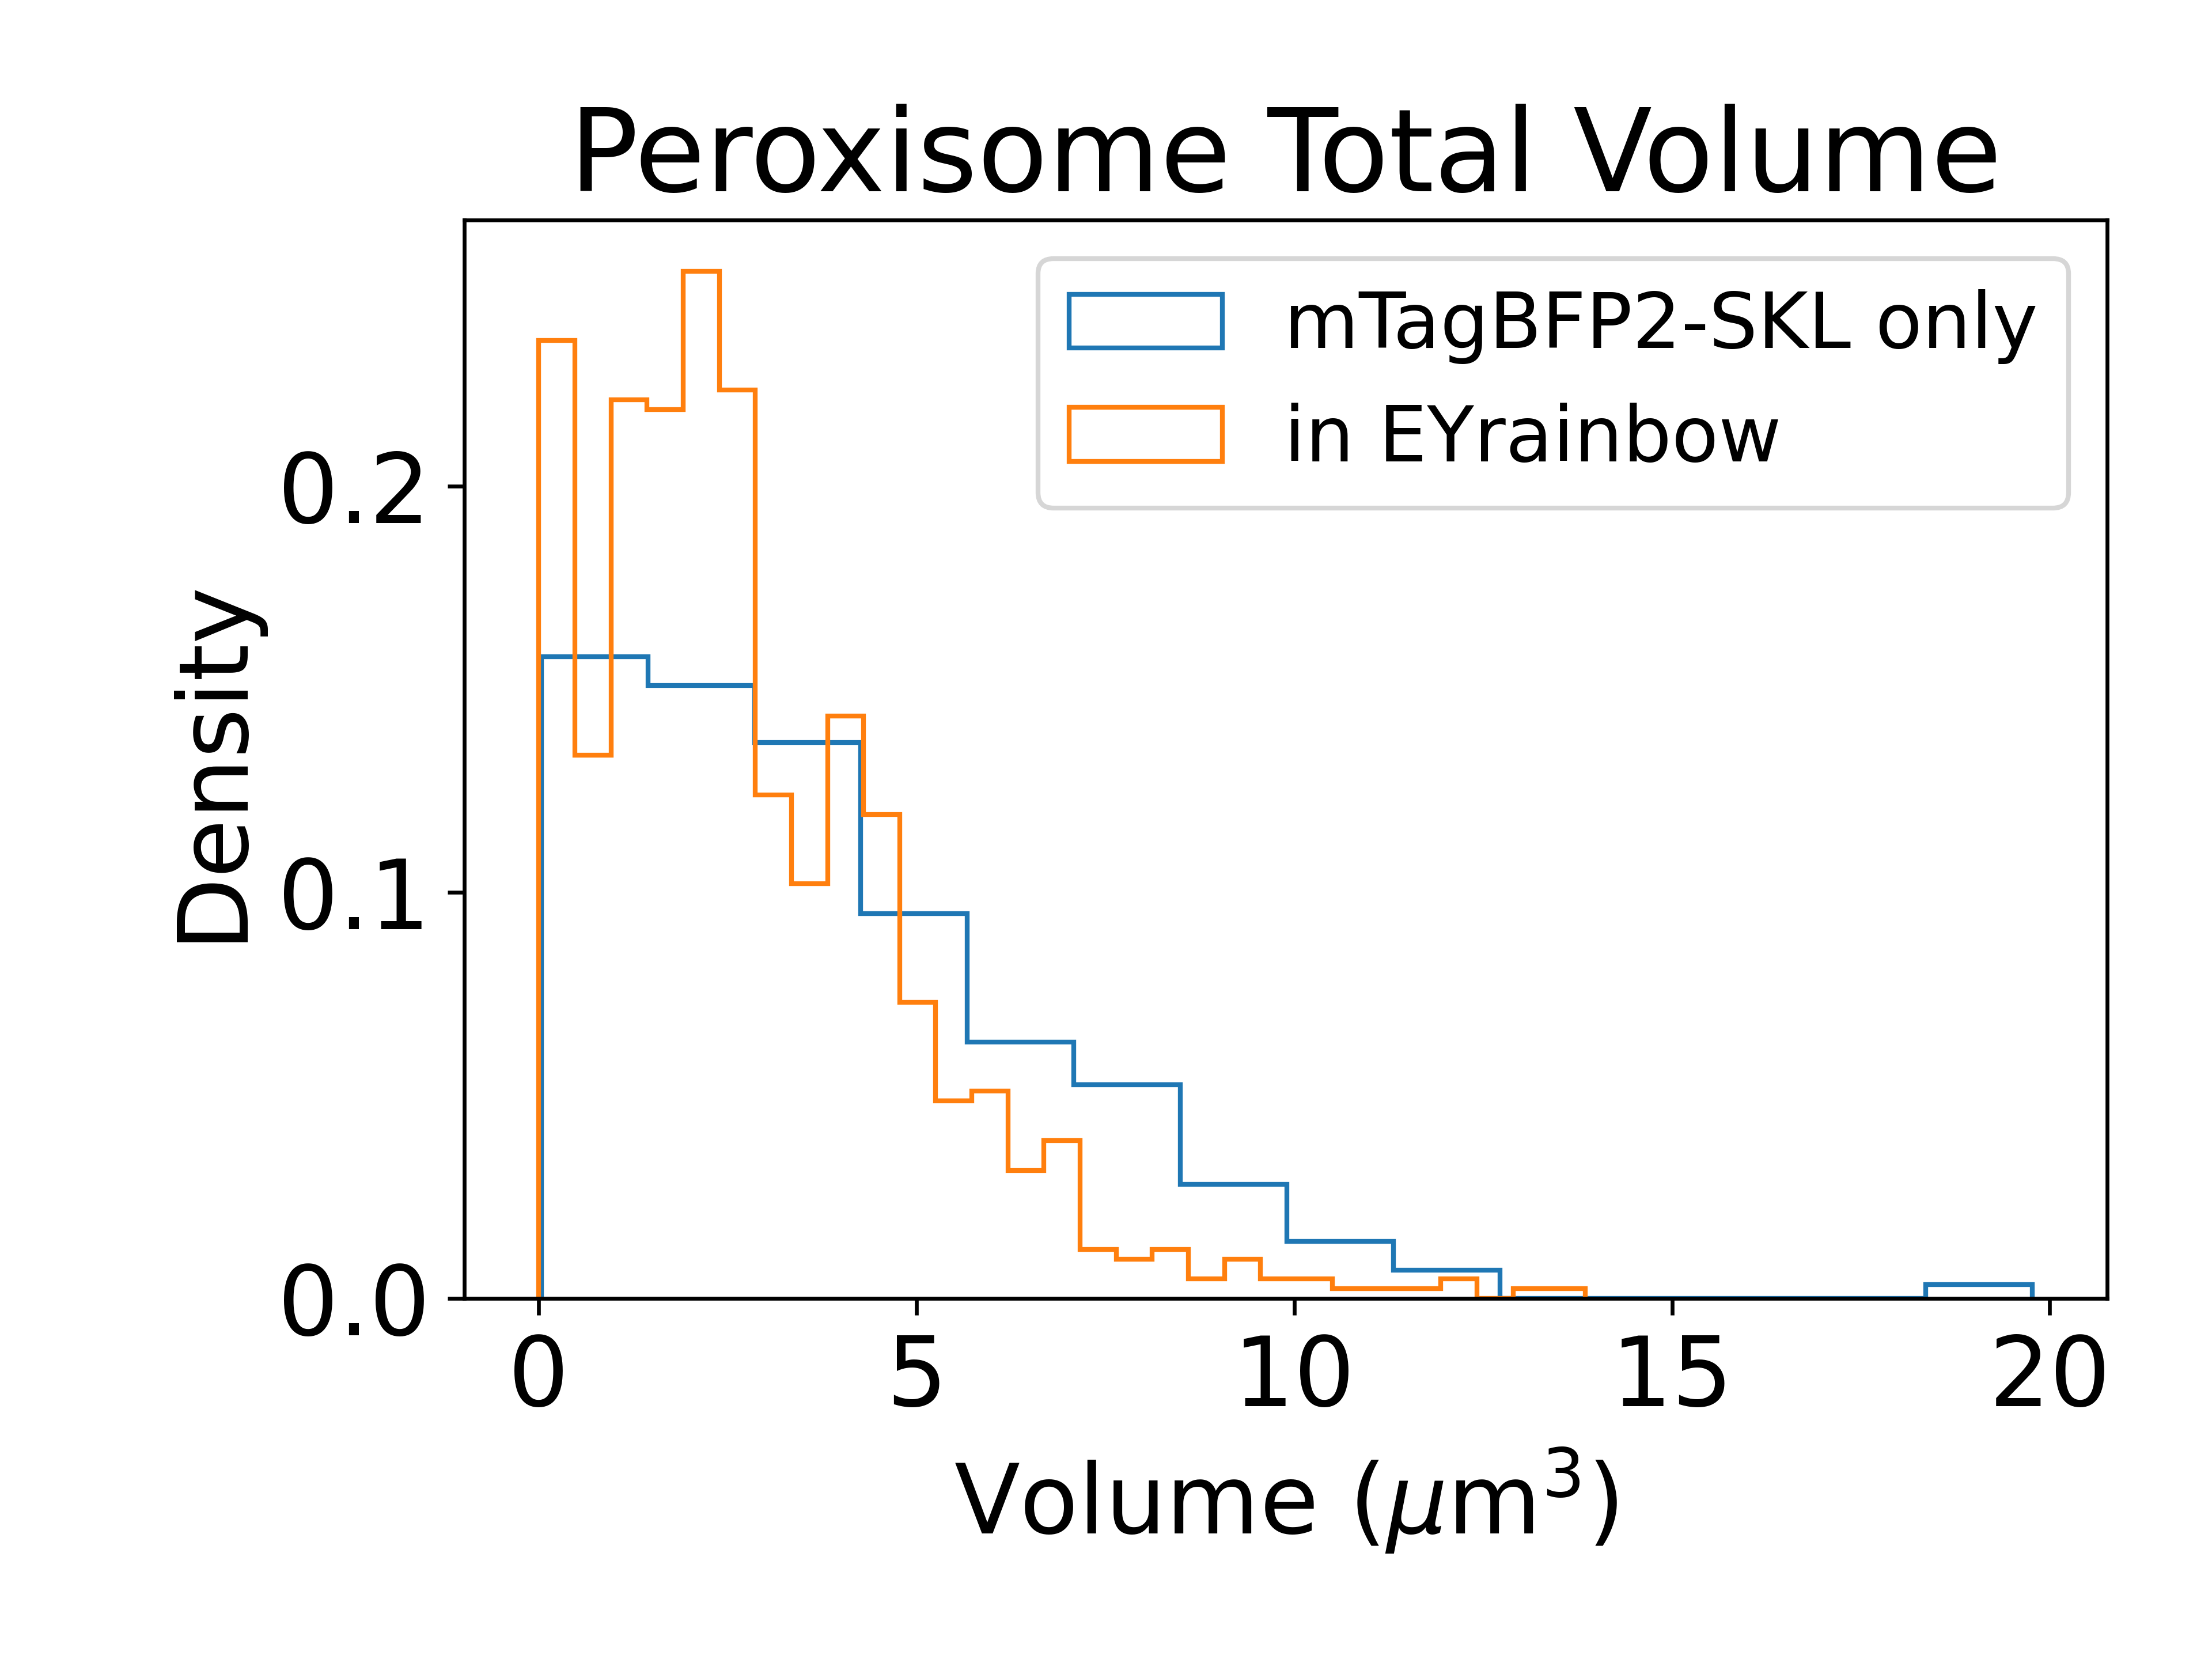 Peroxisome Total Volume
mTagBFP2-SKL only
in EYrainbow
Density
0.2
0.1
0.0
0 5 10 15 20
Volume (μm³)